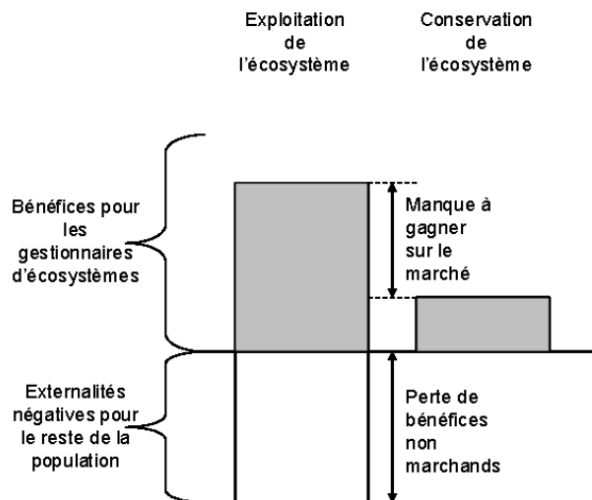 Exploitation
de
l'écosystème
Conservation
de
l'écosystème
Bénéfices pour
les
gestionnaires
d'écosystèmes
Manque à
gagner
sur le
marché
Externalités
négatives pour
le reste de la
population
Perte de
bénéfices
non
marchands